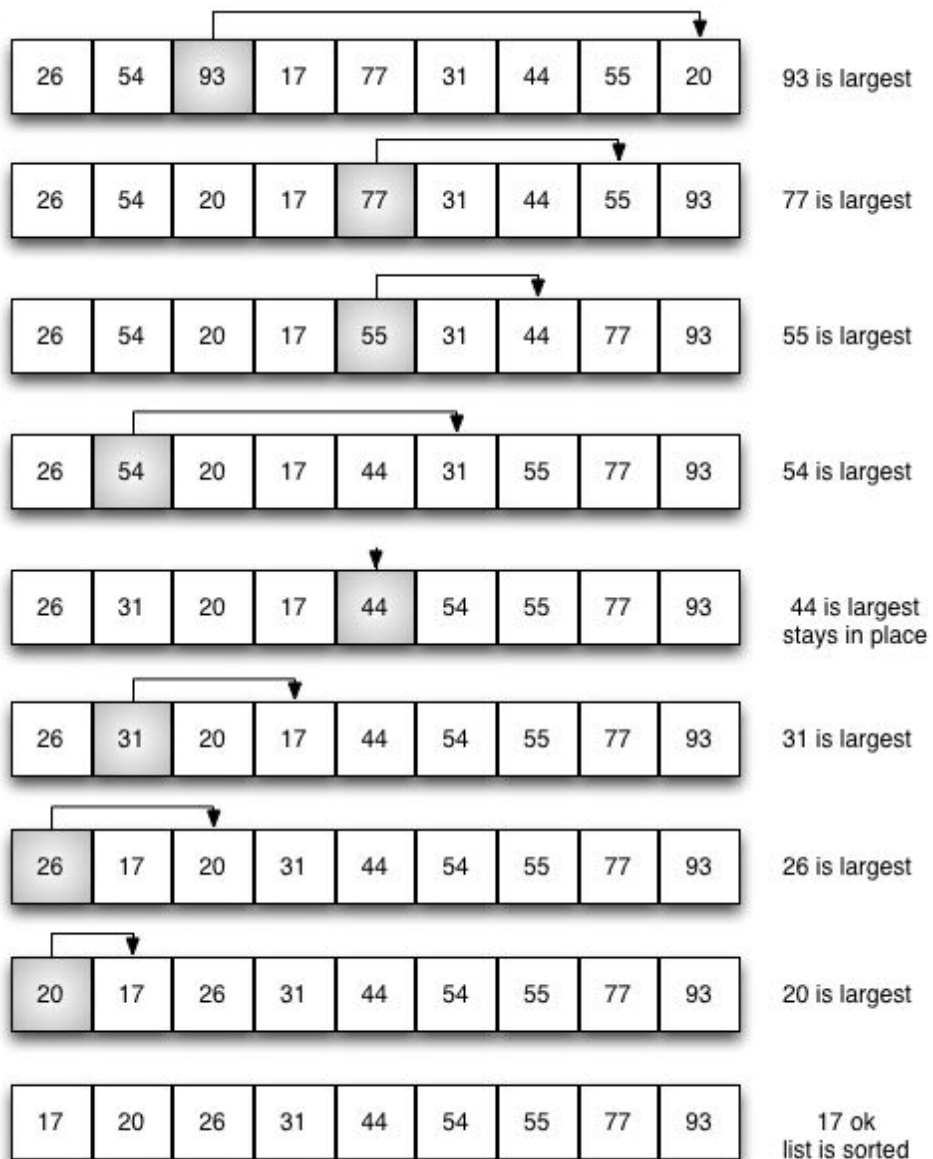 26 54 93 17 77 31 44 55 20 93 is largest
26 54 20 17 77 31 44 55 93 77 is largest
26 54 20 17 55 31 44 77 93 55 is largest
26 54 20 17 44 31 55 77 93 54 is largest
26 31 20 17 44 54 55 77 93 44 is largest
stays in place
26 31 20 17 44 54 55 77 93 31 is largest
26 17 20 31 44 54 55 77 93 26 is largest
20 17 26 31 44 54 55 77 93 20 is largest
17 20 26 31 44 54 55 77 93 17 ok
list is sorted